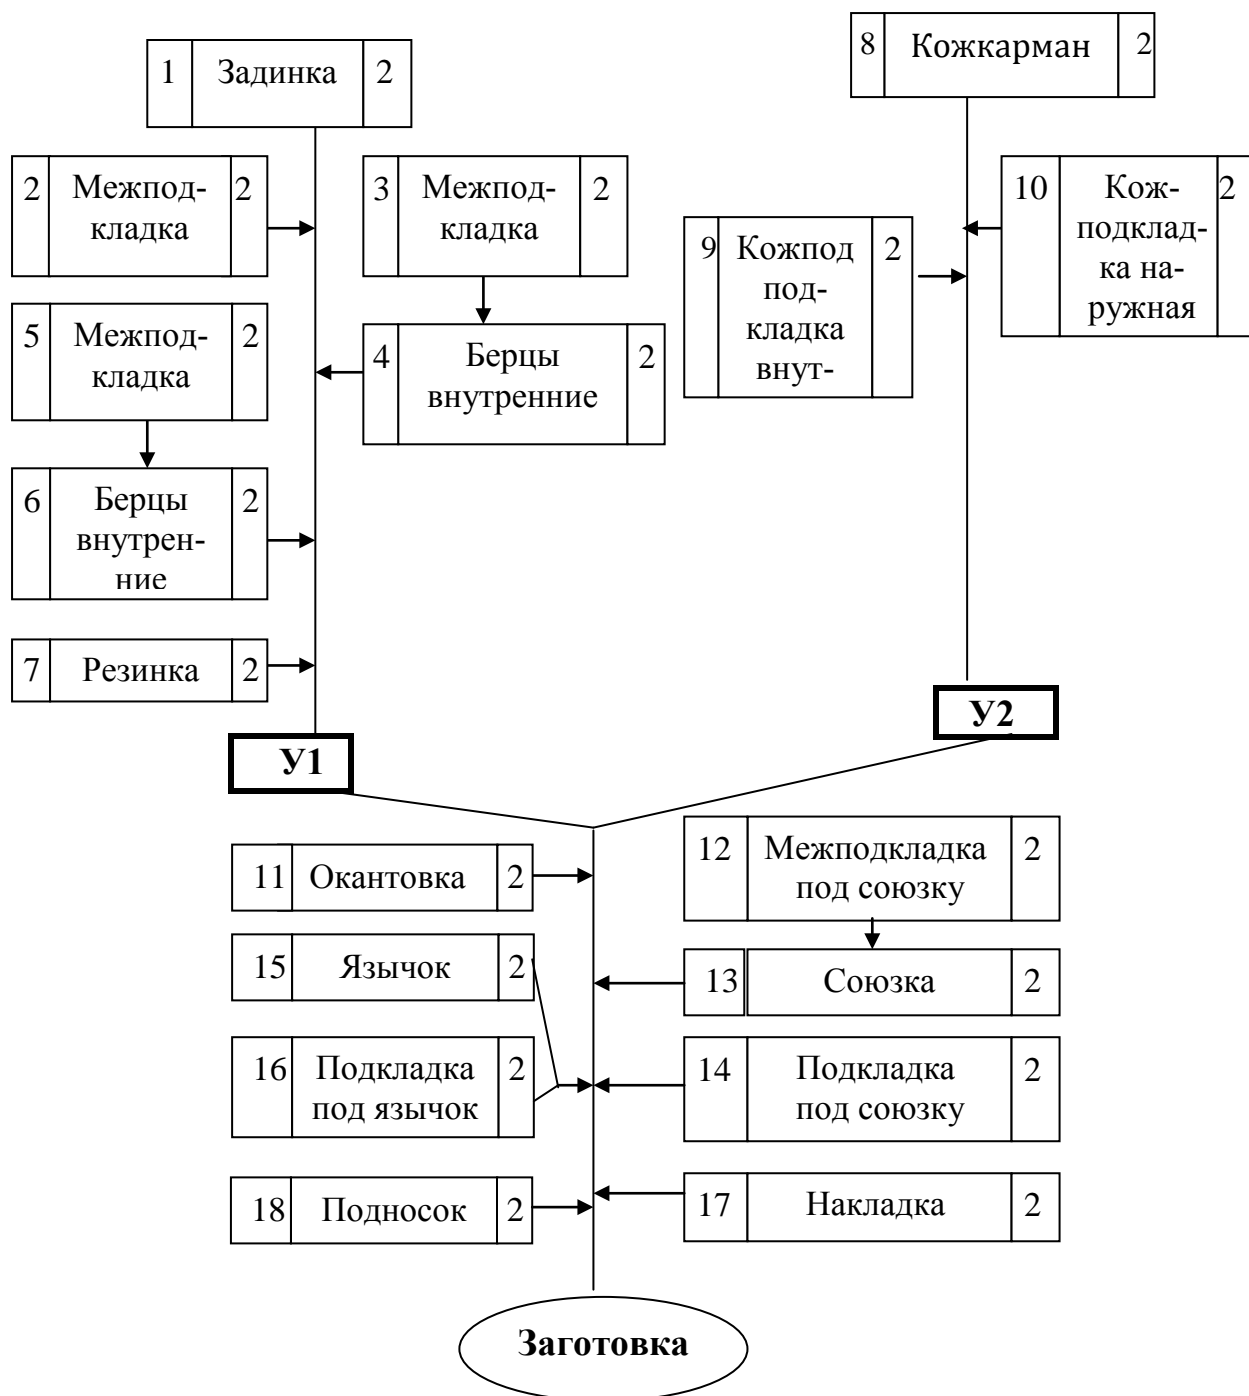 1 Задинка 2
8 Кожкарман 2
2 Межпод- 2
кладка
3 Межпод- 2
кладка
10 Кож- 2
подклад-
ка на-
ружная
9 Кожпод 2
под-
кладка
внут-
5 Межпод- 2
кладка
4 Берцы 2
внутренние
6 Берцы 2
внутрен-
ние
7 Резинка 2
У1
У2
11 Окантовка 2
12 Межподкладка 2
под союзку
15 Язычок 2
13 Союзка 2
16 Подкладка 2
под язычок
14 Подкладка 2
под союзку
18 Подносок 2
17 Накладка 2
Заготовка